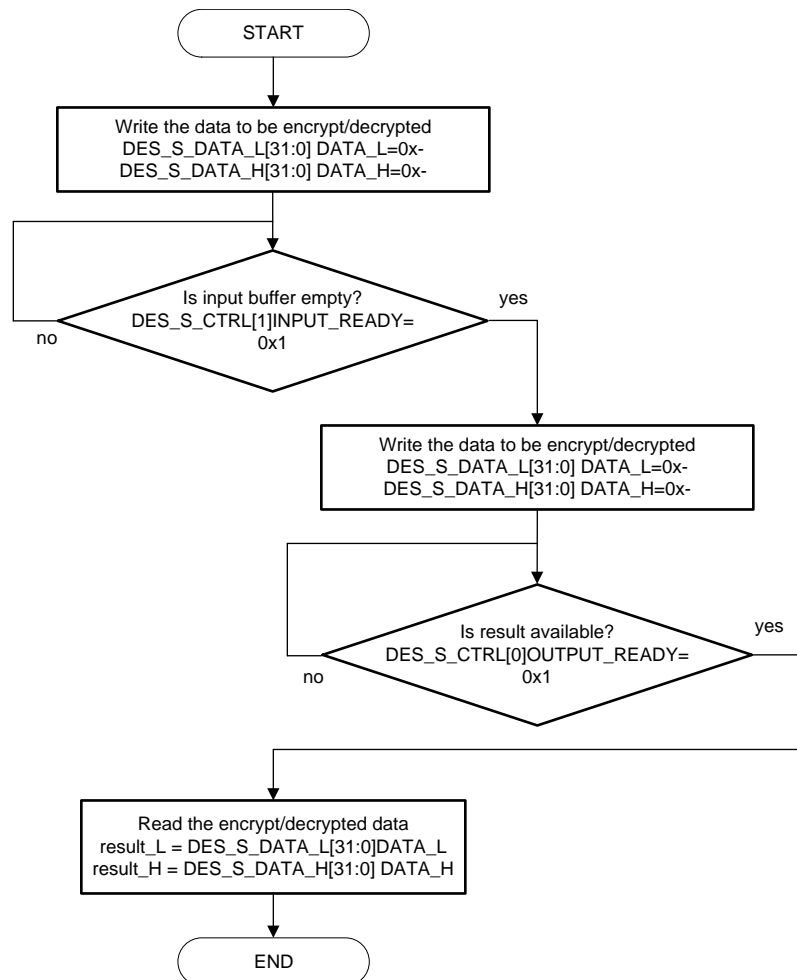 START
Write the data to be encrypt/decrypted
DES_S_DATA_L[31:0] DATA_L=0x-
DES_S_DATA_H[31:0] DATA_H=0x-
Is input buffer empty?
DES_S_CTRL[1]INPUT_READY=
0x1
yes
no
Write the data to be encrypt/decrypted
DES_S_DATA_L[31:0] DATA_L=0x-
DES_S_DATA_H[31:0] DATA_H=0x-
Is result available?
DES_S_CTRL[0]OUTPUT_READY=
0x1
yes
no
Read the encrypt/decrypted data
result_L = DES_S_DATA_L[31:0]DATA_L
result_H = DES_S_DATA_H[31:0] DATA_H
END